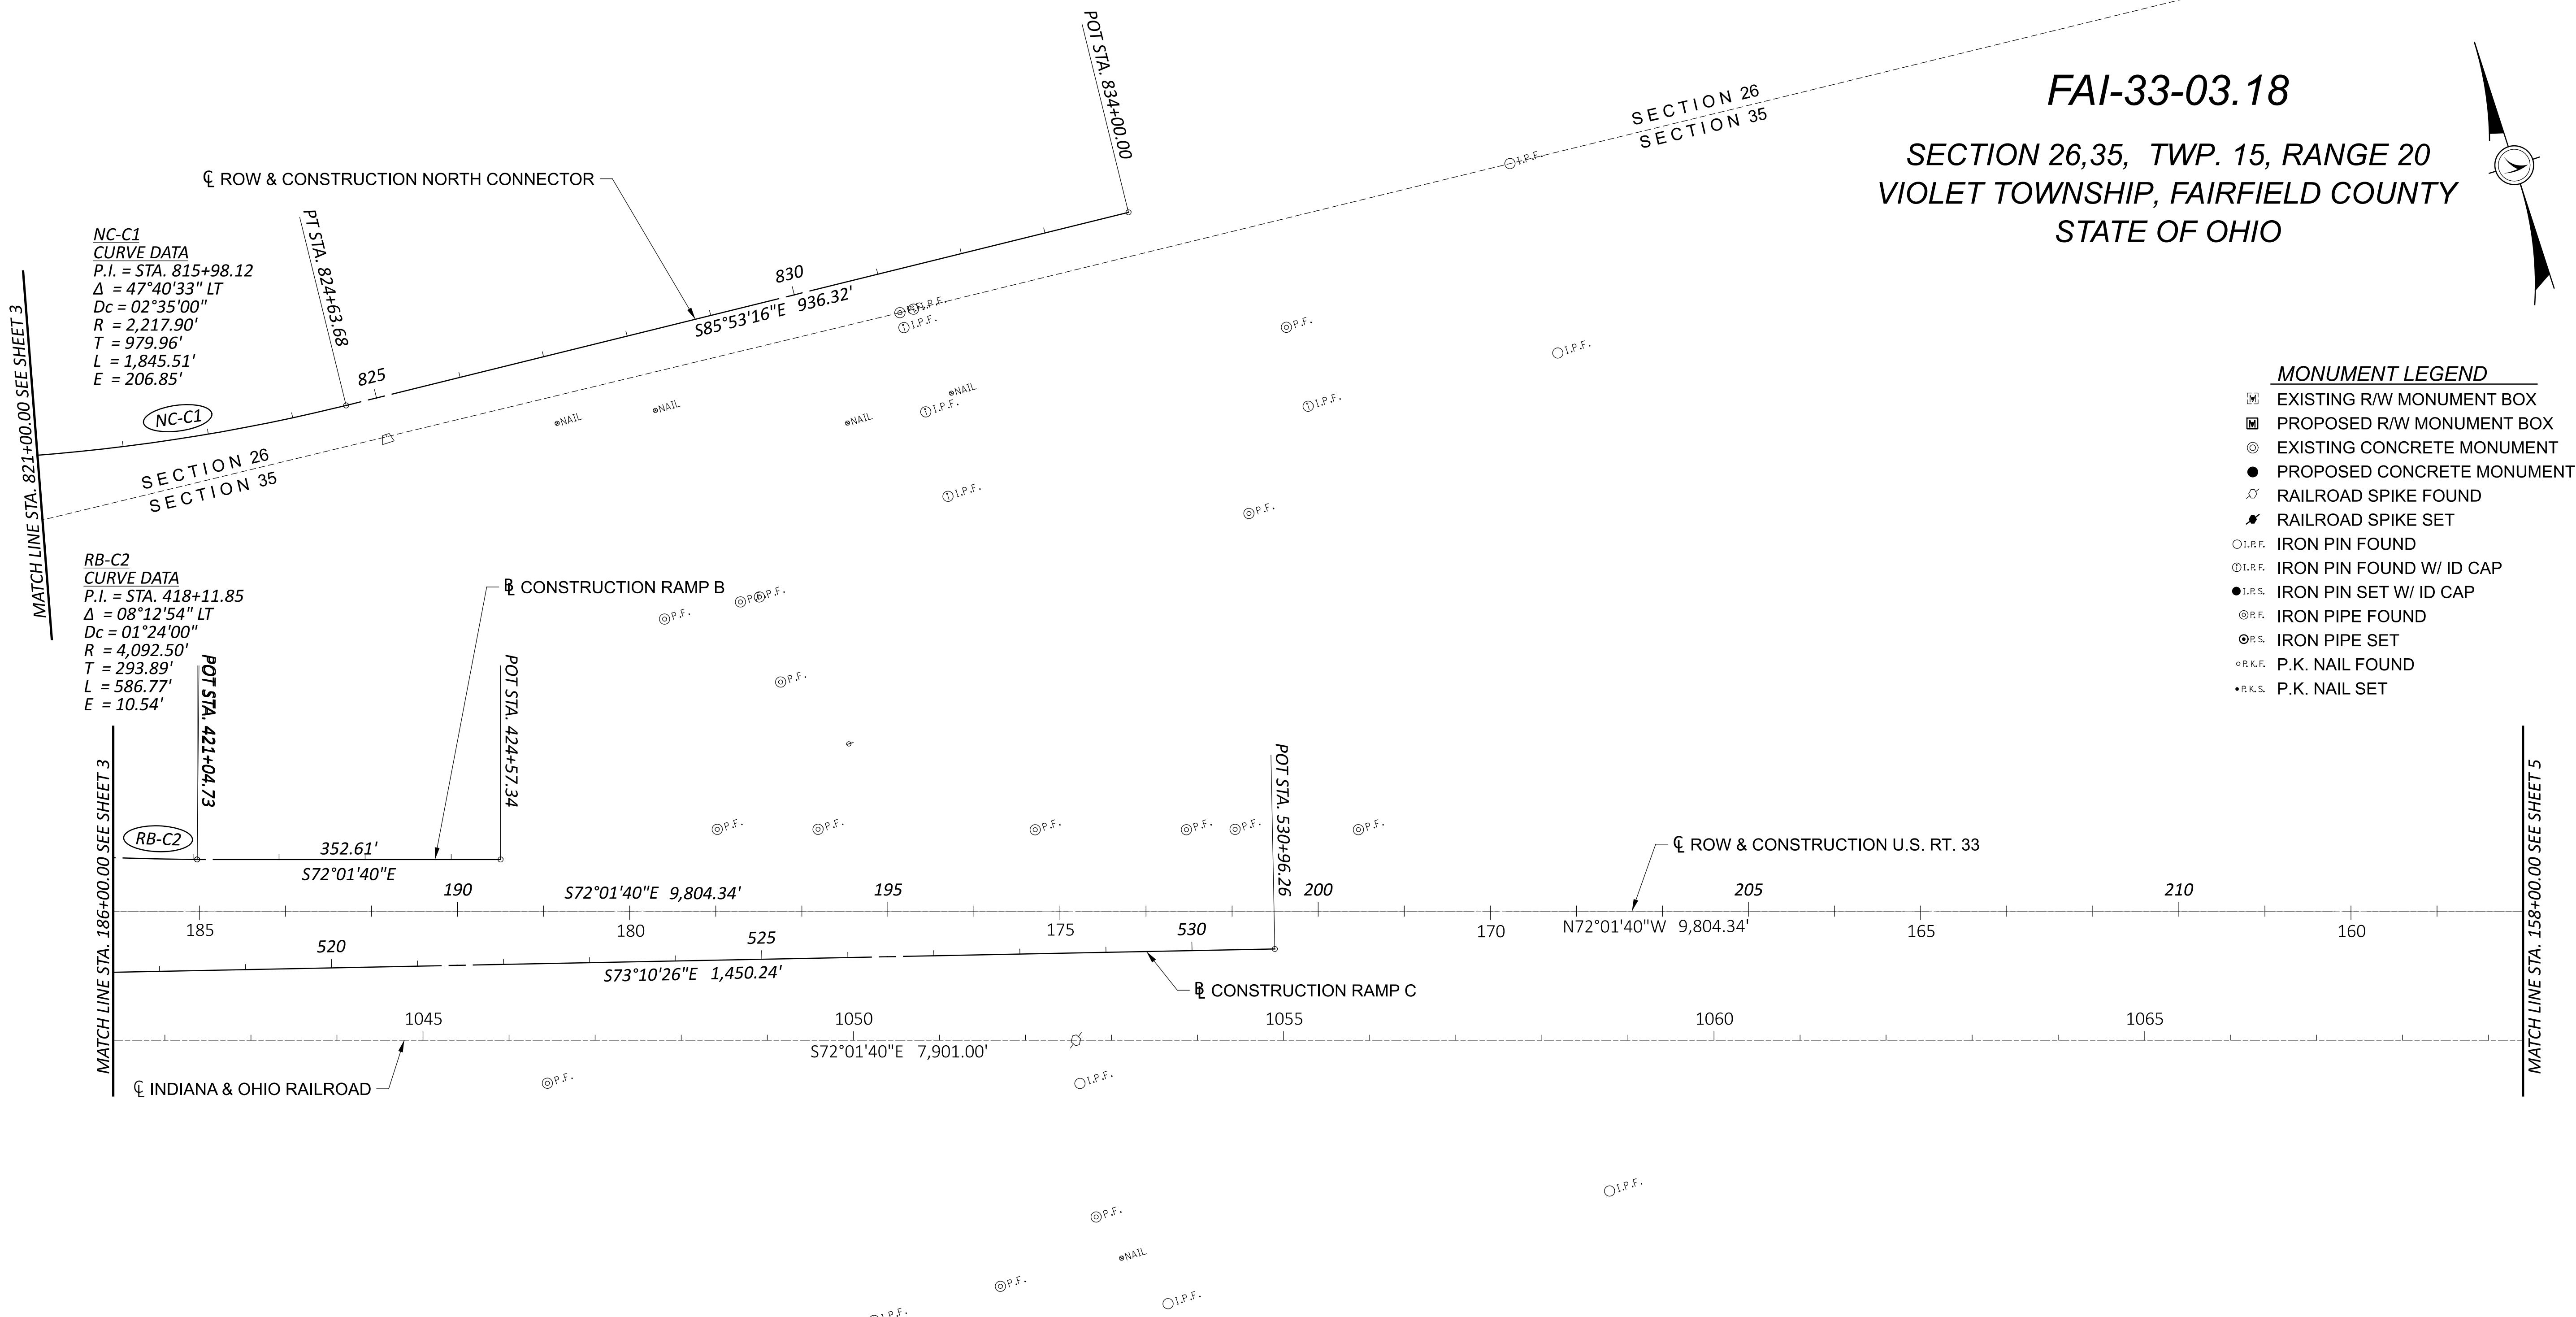 FAI-33-03.18
SECTION 26,35, TWP. 15, RANGE 20
VIOLET TOWNSHIP, FAIRFIELD COUNTY
STATE OF OHIO
POT STA. 834+00.00
SECTION 26
SECTION 35
I.P.F.
℄ ROW & CONSTRUCTION NORTH CONNECTOR
PT STA. 824+63.68
NC-C1
CURVE DATA
P.I. = STA. 815+98.12
Δ = 47°40'33" LT
Dc = 02°35'00"
R = 2,217.90'
T = 979.96'
L = 1,845.51'
E = 206.85'
MATCH LINE STA. 821+00.00 SEE SHEET 3
NC-C1
825
830
S85°53'16"E 936.32'
P.F.
I.P.F.
I.P.F.
P.F.
I.P.F.
NAIL
NAIL
NAIL
NAIL
I.P.F.
I.P.F.
I.P.F.
P.F.
SECTION 26
SECTION 35
MONUMENT LEGEND
EXISTING R/W MONUMENT BOX
PROPOSED R/W MONUMENT BOX
EXISTING CONCRETE MONUMENT
PROPOSED CONCRETE MONUMENT
RAILROAD SPIKE FOUND
RAILROAD SPIKE SET
I.P.F. IRON PIN FOUND
I.P.F. IRON PIN FOUND W/ ID CAP
I.P.S. IRON PIN SET W/ ID CAP
P.F. IRON PIPE FOUND
P.S. IRON PIPE SET
P.K.F. P.K. NAIL FOUND
P.K.S. P.K. NAIL SET
RB-C2
CURVE DATA
P.I. = STA. 418+11.85
Δ = 08°12'54" LT
Dc = 01°24'00"
R = 4,092.50'
T = 293.89'
L = 586.77'
E = 10.54'
POT STA. 421+04.73
POT STA. 424+57.34
BL CONSTRUCTION RAMP B
P.F.
P.F.
P.F.
P.F.
MATCH LINE STA. 186+00.00 SEE SHEET 3
RB-C2
352.61'
S72°01'40"E
P.F.
P.F.
P.F.
P.F.
P.F.
P.F.
POT STA. 530+96.26
℄ ROW & CONSTRUCTION U.S. RT. 33
MATCH LINE STA. 158+00.00 SEE SHEET 5
190
S72°01'40"E 9,804.34'
195
200
205
210
185
180
175
170
N72°01'40"W 9,804.34'
165
160
520
525
530
S73°10'26"E 1,450.24'
BL CONSTRUCTION RAMP C
1045
1050
1055
1060
1065
S72°01'40"E 7,901.00'
℄ INDIANA & OHIO RAILROAD
P.F.
I.P.F.
I.P.F.
P.F.
NAIL
P.F.
I.P.F.
I.P.F.